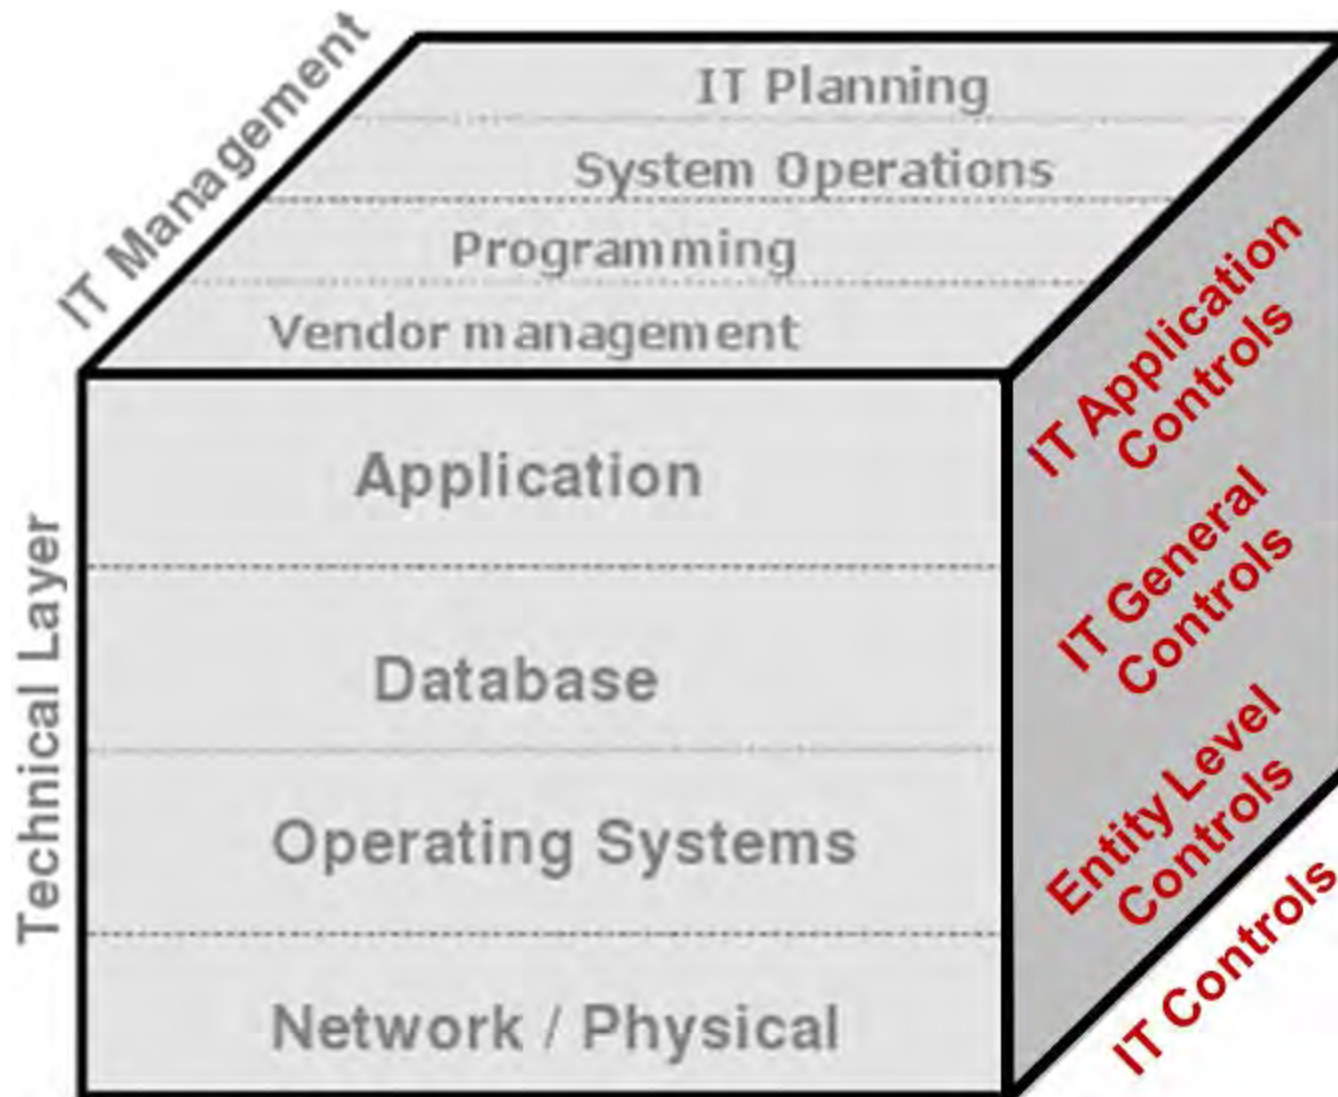 IT Management
IT Planning
System Operations
Programming
Vendor management
Technical Layer
Application
Database
Operating Systems
Network / Physical
IT Application
Controls
IT General
Controls
Entity Level
Controls
IT Controls